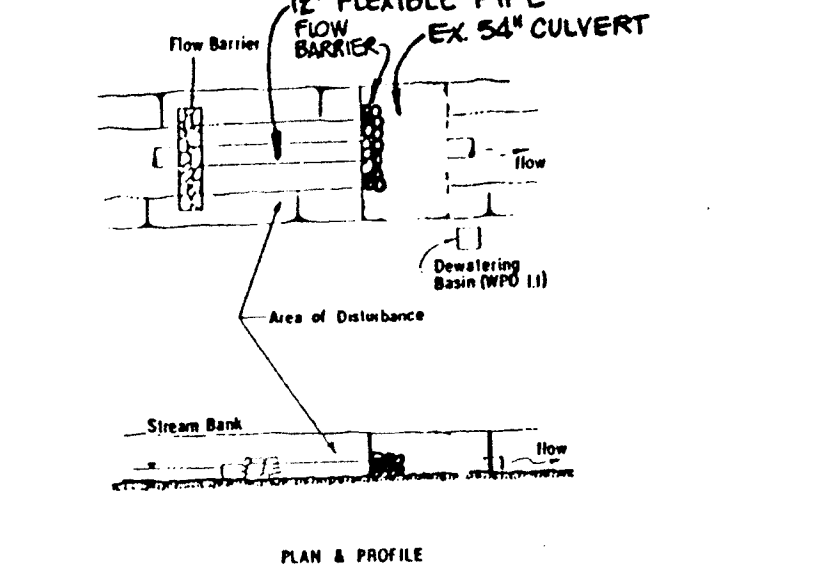 12" FLEXIBLE PIPE
FLOW
BARRIER
EX. 54" CULVERT
Flow Barrier
flow
Dewatering
Basin (WPO 1.1)
Area of Disturbance
Stream Bank
flow
PLAN & PROFILE